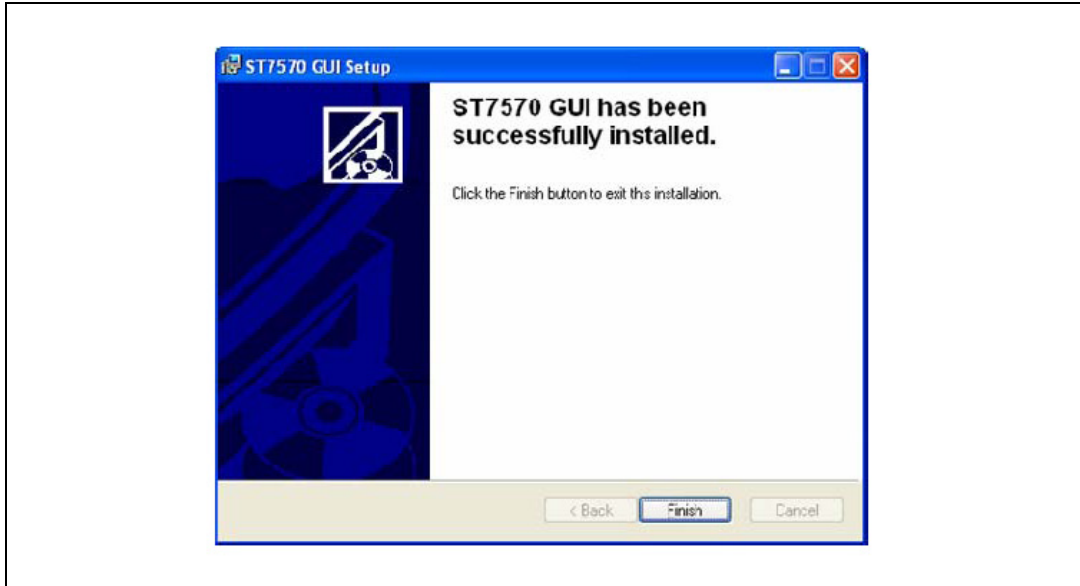 ST7570 GUI Setup
ST7570 GUI has been
successfully installed.
Click the Finish button to exit this installation.
< Back
Finish
Cancel